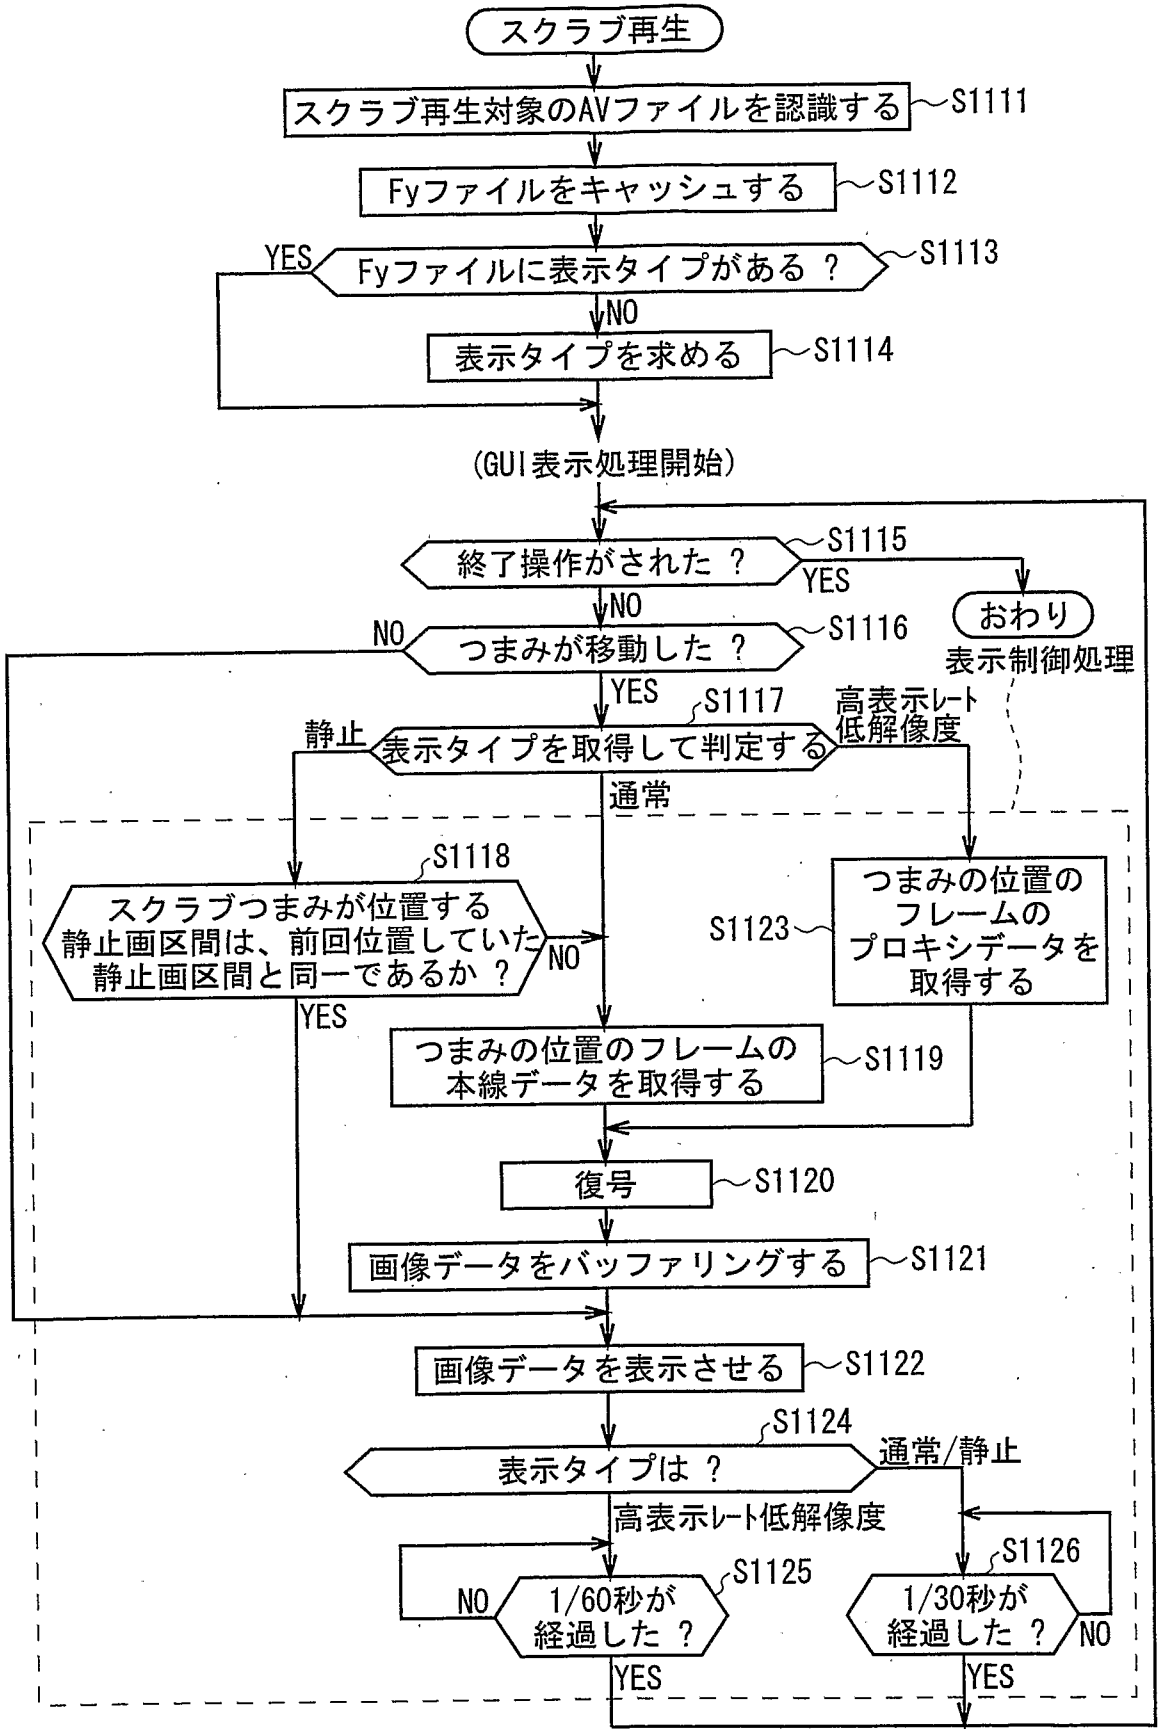 スクラブ再生
スクラブ再生対象のAVファイルを認識する
S1111
Fyファイルをキャッシュする
S1112
YES
Fyファイルに表示タイプがある ?
S1113
NO
表示タイプを求める
S1114
(GUI表示処理開始)
終了操作がされた ?
S1115
YES
NO
おわり
NO
つまみが移動した ?
S1116
表示制御処理
YES
S1117
高表示レート
低解像度
静止
表示タイプを取得して判定する
通常
S1118
スクラブつまみが位置する
静止画区間は、前回位置していた
静止画区間と同一であるか ?
NO
YES
S1123
つまみの位置の
フレームの
プロキシデータを
取得する
つまみの位置のフレームの
本線データを取得する
S1119
復号
S1120
画像データをバッファリングする
S1121
画像データを表示させる
S1122
S1124
表示タイプは ?
通常/静止
高表示レート低解像度
S1125
S1126
NO
1/60秒が
経過した ?
YES
1/30秒が
経過した ?
NO
YES